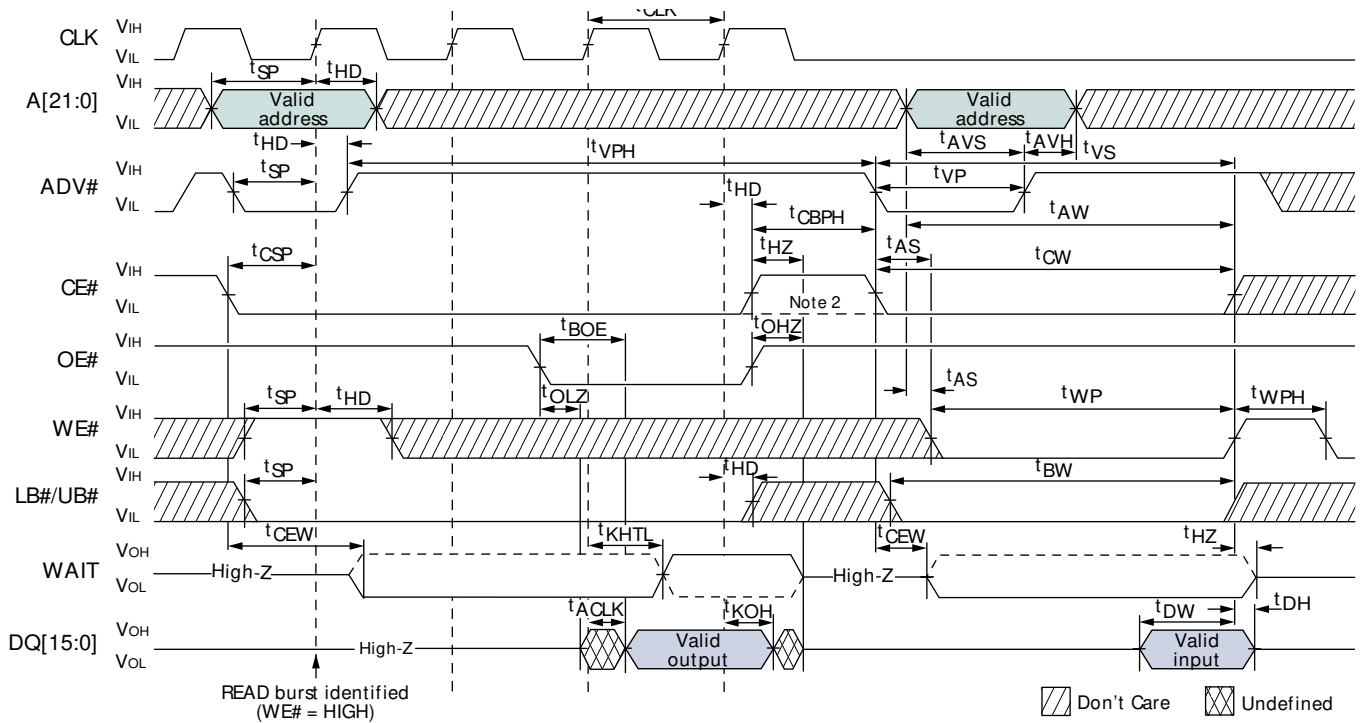 tCLK
CLK
VIH
VIL
tSP
tHD
A[21:0]
VIH
VIL
Valid address
Valid address
tHD
tVPH
tAVS
tAVH
tVS
ADV#
VIH
VIL
tSP
tHD
tVP
tCBPH
tAW
tCSP
tHZ
tAS
tCW
CE#
VIH
VIL
Note 2
tBOE
tOHZ
OE#
VIH
VIL
tOLZ
tAS
tSP
tHD
tWP
tWPH
WE#
VIH
VIL
tSP
tHD
tBW
LB#/UB#
VIH
VIL
tCEW
tKHTL
tCEW
tHZ
WAIT
VOH
VOL
High-Z
High-Z
tACLK
tKOH
tDW
tDH
DQ[15:0]
VOH
VOL
High-Z
Valid output
Valid input
READ burst identified
(WE# = HIGH)
Don't Care
Undefined